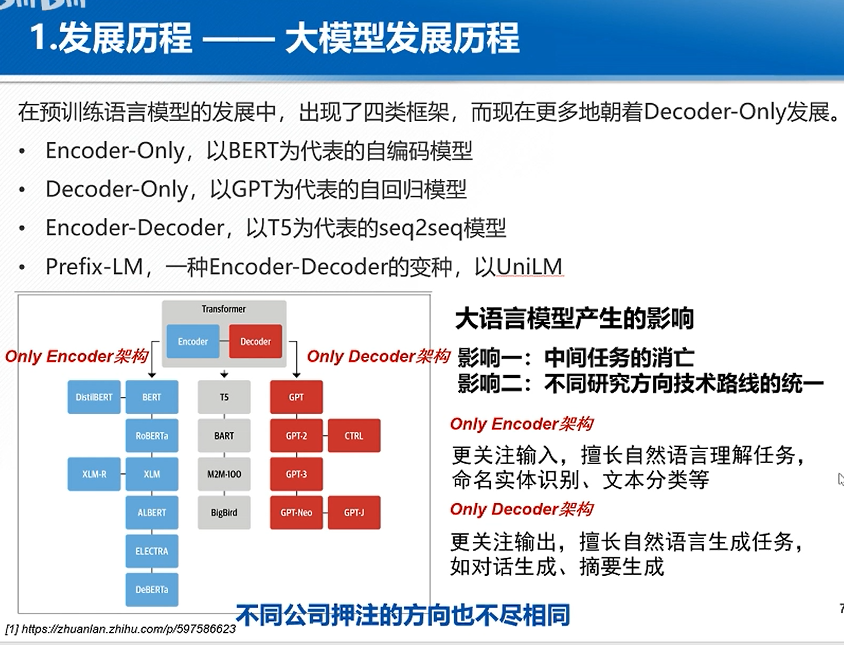 1.发展历程 —— 大模型发展历程
在预训练语言模型的发展中，出现了四类框架，而现在更多地朝着Decoder-Only发展。
• Encoder-Only，以BERT为代表的自编码模型
• Decoder-Only，以GPT为代表的自回归模型
• Encoder-Decoder，以T5为代表的seq2seq模型
• Prefix-LM，一种Encoder-Decoder的变种，以UniLM
Transformer
Encoder Decoder
Only Encoder架构 Only Decoder架构
DistilBERT BERT T5 GPT
RoBERTa BART GPT-2 CTRL
XLM-R XLM M2M-100 GPT-3
ALBERT BigBird GPT-Neo GPT-J
ELECTRA
DeBERTa
大语言模型产生的影响
影响一：中间任务的消亡
影响二：不同研究方向技术路线的统一
Only Encoder架构
更关注输入，擅长自然语言理解任务，
命名实体识别、文本分类等
Only Decoder架构
更关注输出，擅长自然语言生成任务，
如对话生成、摘要生成
不同公司押注的方向也不尽相同
[1] https://zhuanlan.zhihu.com/p/597586623
7